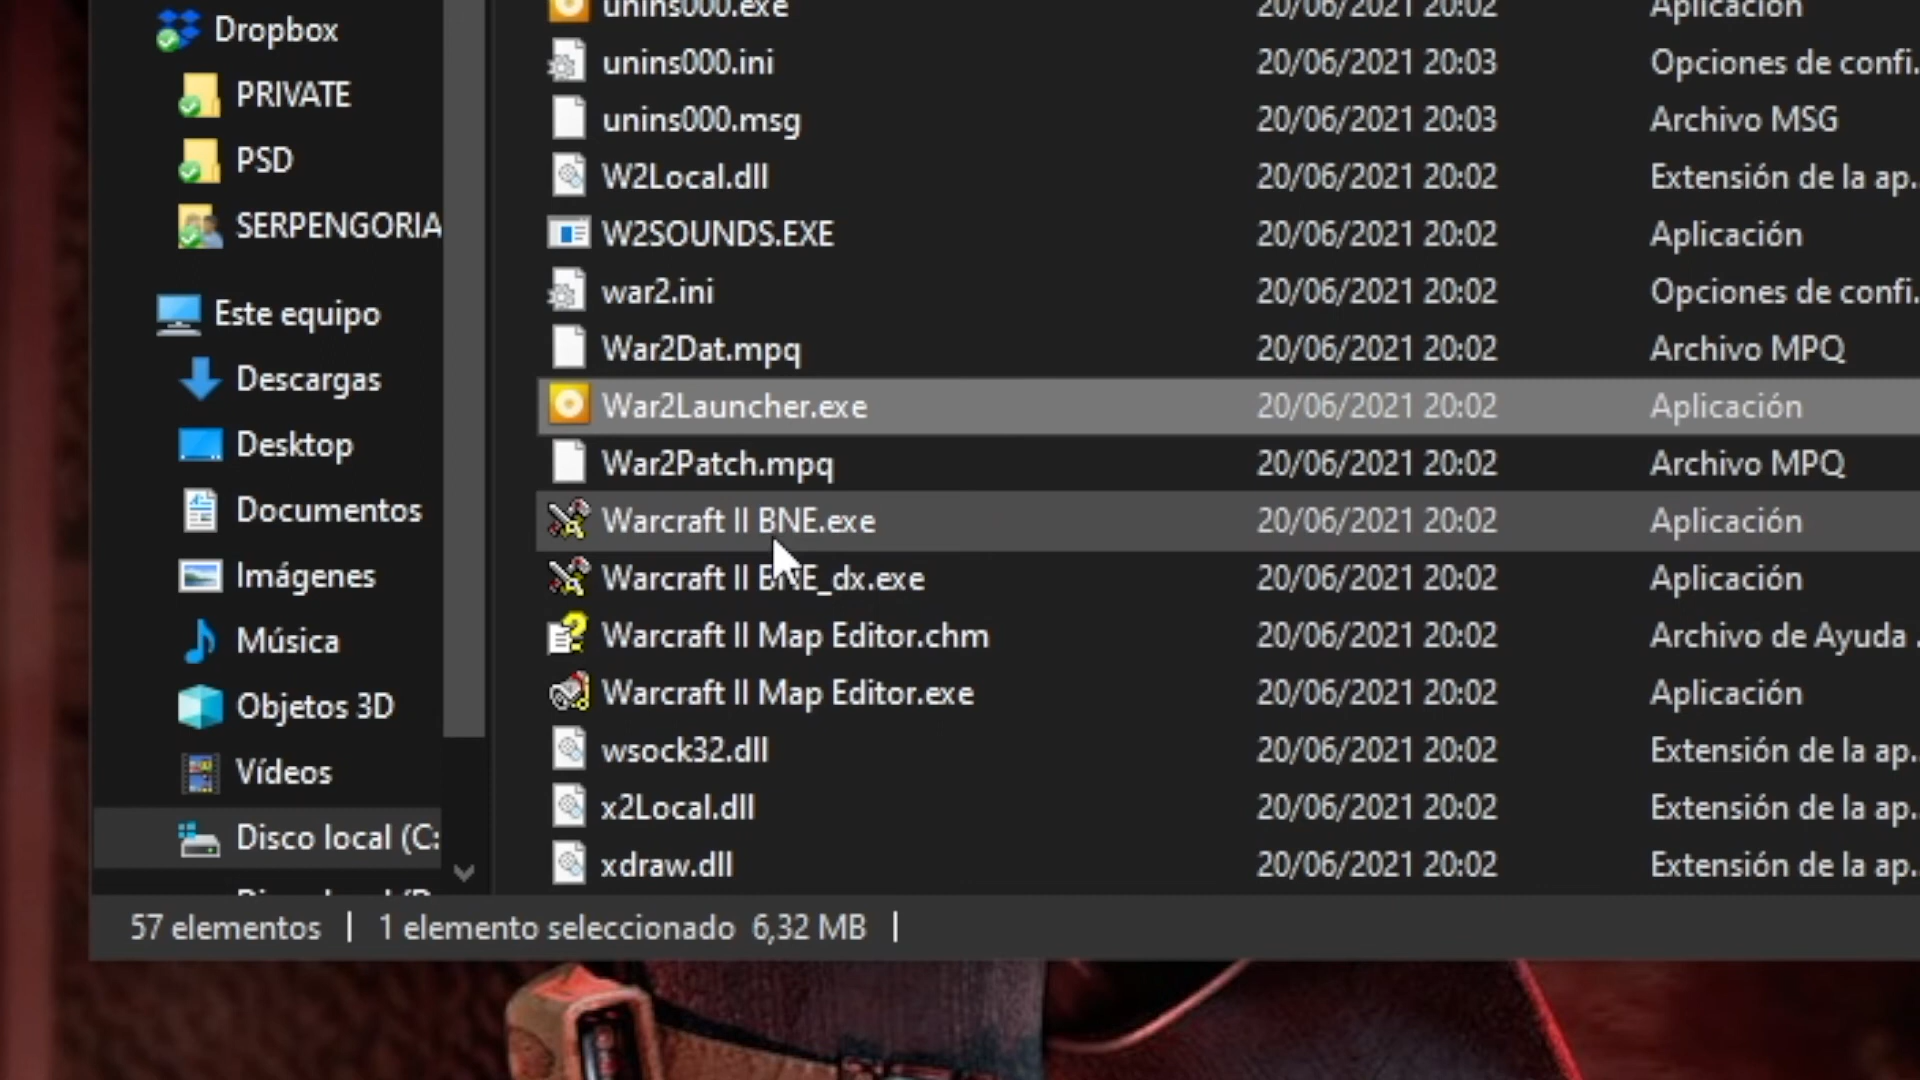 Dropbox
PRIVATE
PSD
SERPENGORIA
Este equipo
Descargas
Desktop
Documentos
Imágenes
Música
Objetos 3D
Vídeos
Disco local (C:
unins000.exe 20/06/2021 20:02 Aplicación
unins000.ini 20/06/2021 20:03 Opciones de confi.
unins000.msg 20/06/2021 20:03 Archivo MSG
W2Local.dll 20/06/2021 20:02 Extensión de la ap.
W2SOUNDS.EXE 20/06/2021 20:02 Aplicación
war2.ini 20/06/2021 20:02 Opciones de confi.
War2Dat.mpq 20/06/2021 20:02 Archivo MPQ
War2Launcher.exe 20/06/2021 20:02 Aplicación
War2Patch.mpq 20/06/2021 20:02 Archivo MPQ
Warcraft II BNE.exe 20/06/2021 20:02 Aplicación
Warcraft II BNE_dx.exe 20/06/2021 20:02 Aplicación
Warcraft II Map Editor.chm 20/06/2021 20:02 Archivo de Ayuda .
Warcraft II Map Editor.exe 20/06/2021 20:02 Aplicación
wsock32.dll 20/06/2021 20:02 Extensión de la ap.
x2Local.dll 20/06/2021 20:02 Extensión de la ap.
xdraw.dll 20/06/2021 20:02 Extensión de la ap.
57 elementos | 1 elemento seleccionado 6,32 MB |